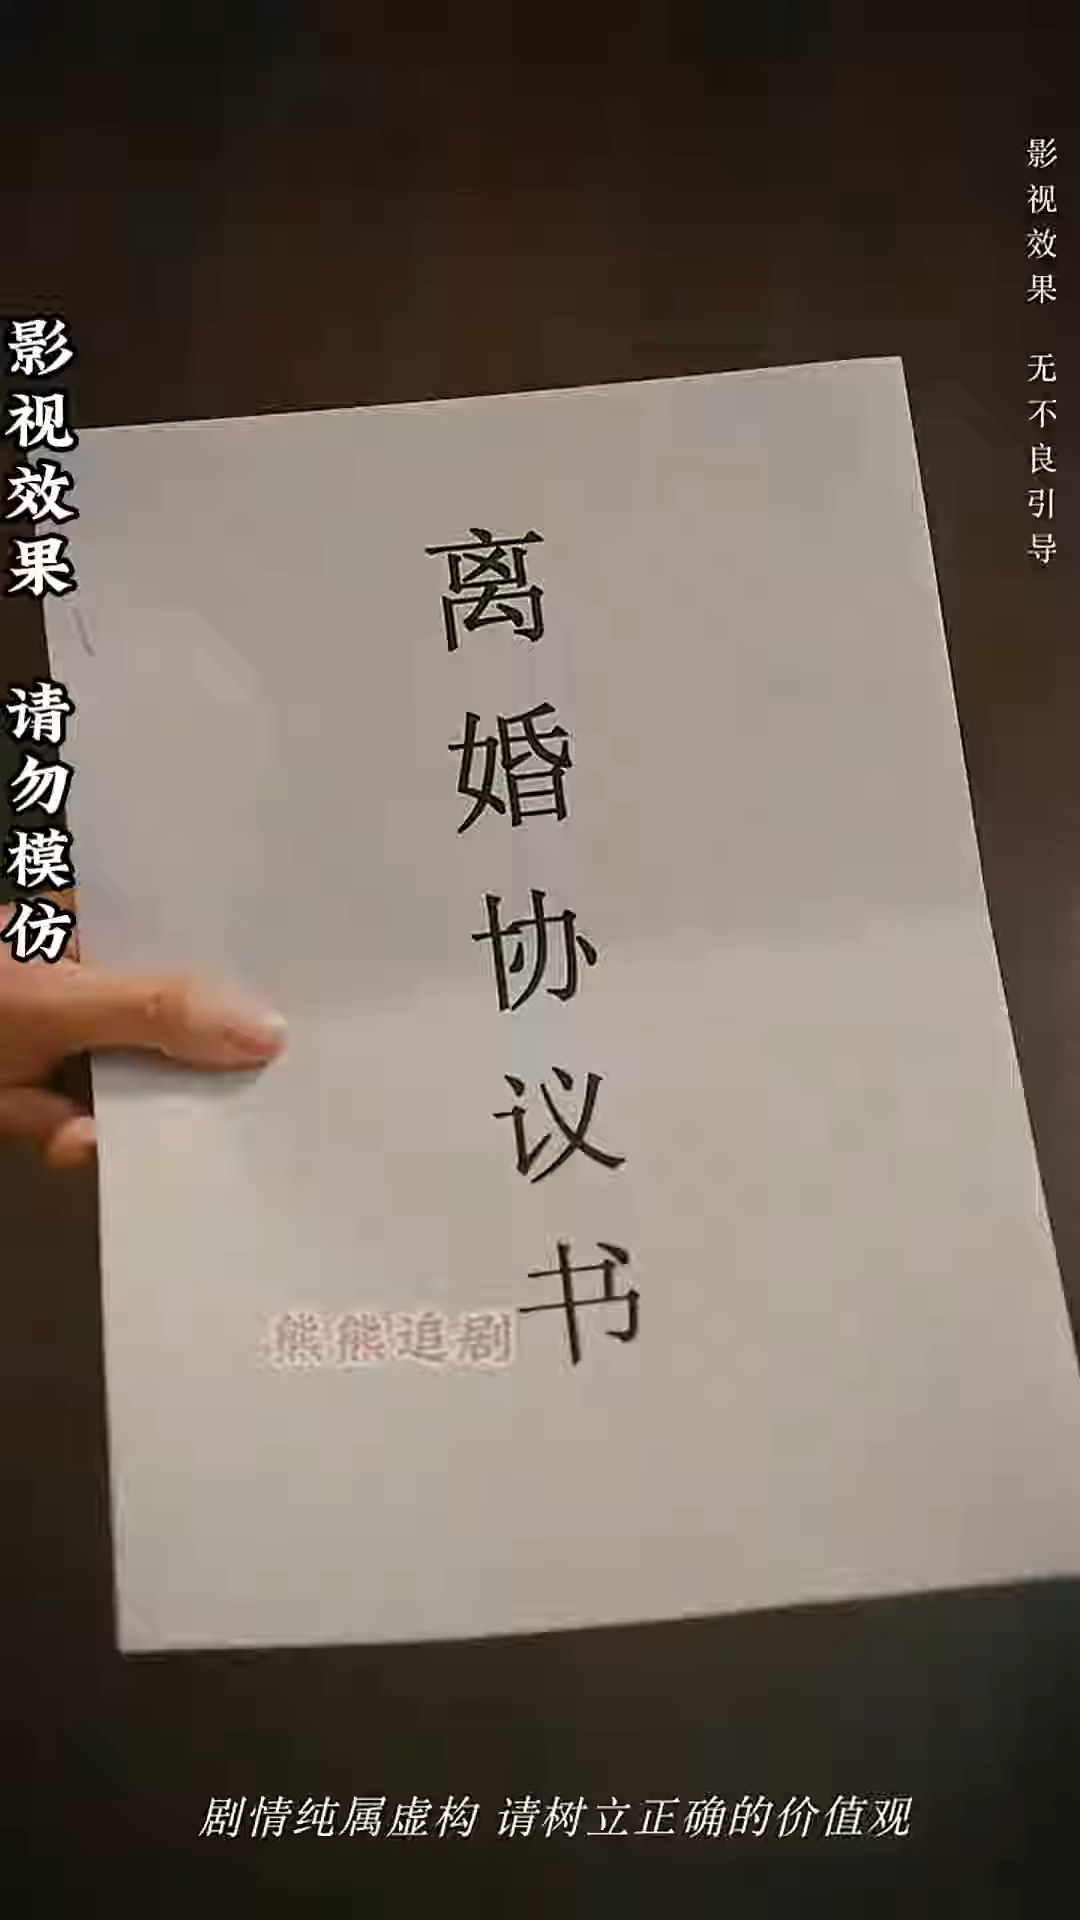 影视效果 无不良引导
影视效果 请勿模仿
离婚协议书
熊熊追剧
剧情纯属虚构 请树立正确的价值观